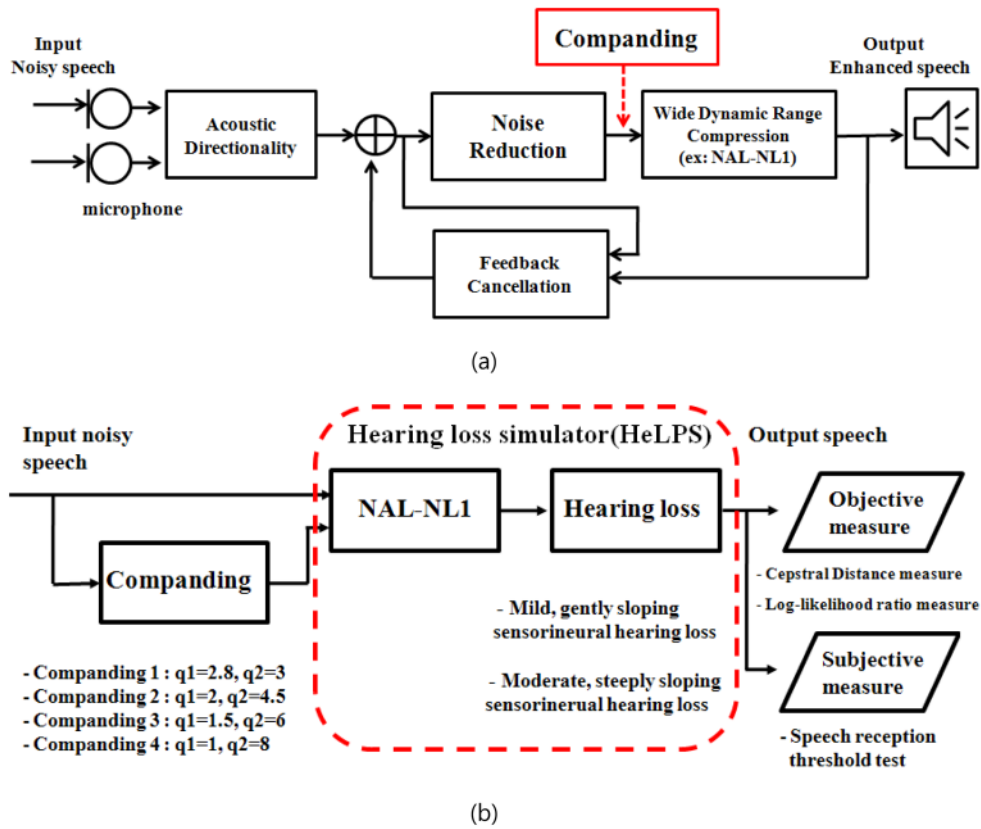 Companding
Input
Noisy speech
Output
Enhanced speech
Acoustic
Directionality
Noise
Reduction
Wide Dynamic Range
Compression
(ex: NAL-NL1)
microphone
Feedback
Cancellation
(a)
Input noisy
speech
Hearing loss simulator(HeLPS)
Output speech
NAL-NL1
Hearing loss
Objective
measure
Companding
- Cepstral Distance measure
- Log-likelihood ratio measure
- Mild, gently sloping
sensorineural hearing loss
- Moderate, steeply sloping
sensorinerual hearing loss
Subjective
measure
- Companding 1 : q1=2.8, q2=3
- Companding 2 : q1=2, q2=4.5
- Companding 3 : q1=1.5, q2=6
- Companding 4 : q1=1, q2=8
- Speech reception
threshold test
(b)